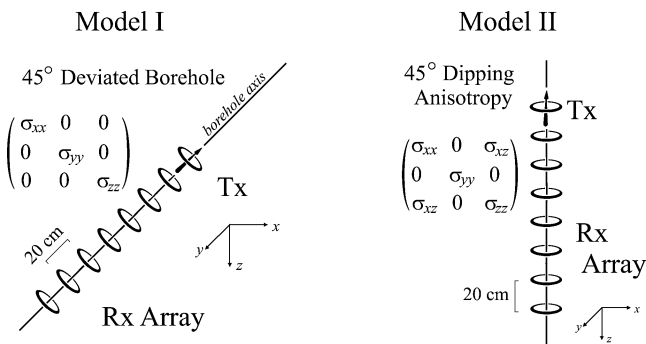 Model I
45° Deviated Borehole
σxx 0 0
0 σyy 0
0 0 σzz
borehole axis
Tx
20 cm
x
y
z
Rx Array
Model II
45° Dipping
Anisotropy
Tx
σxx 0 σxz
0 σyy 0
σxz 0 σzz
Rx
Array
20 cm
x
y
z